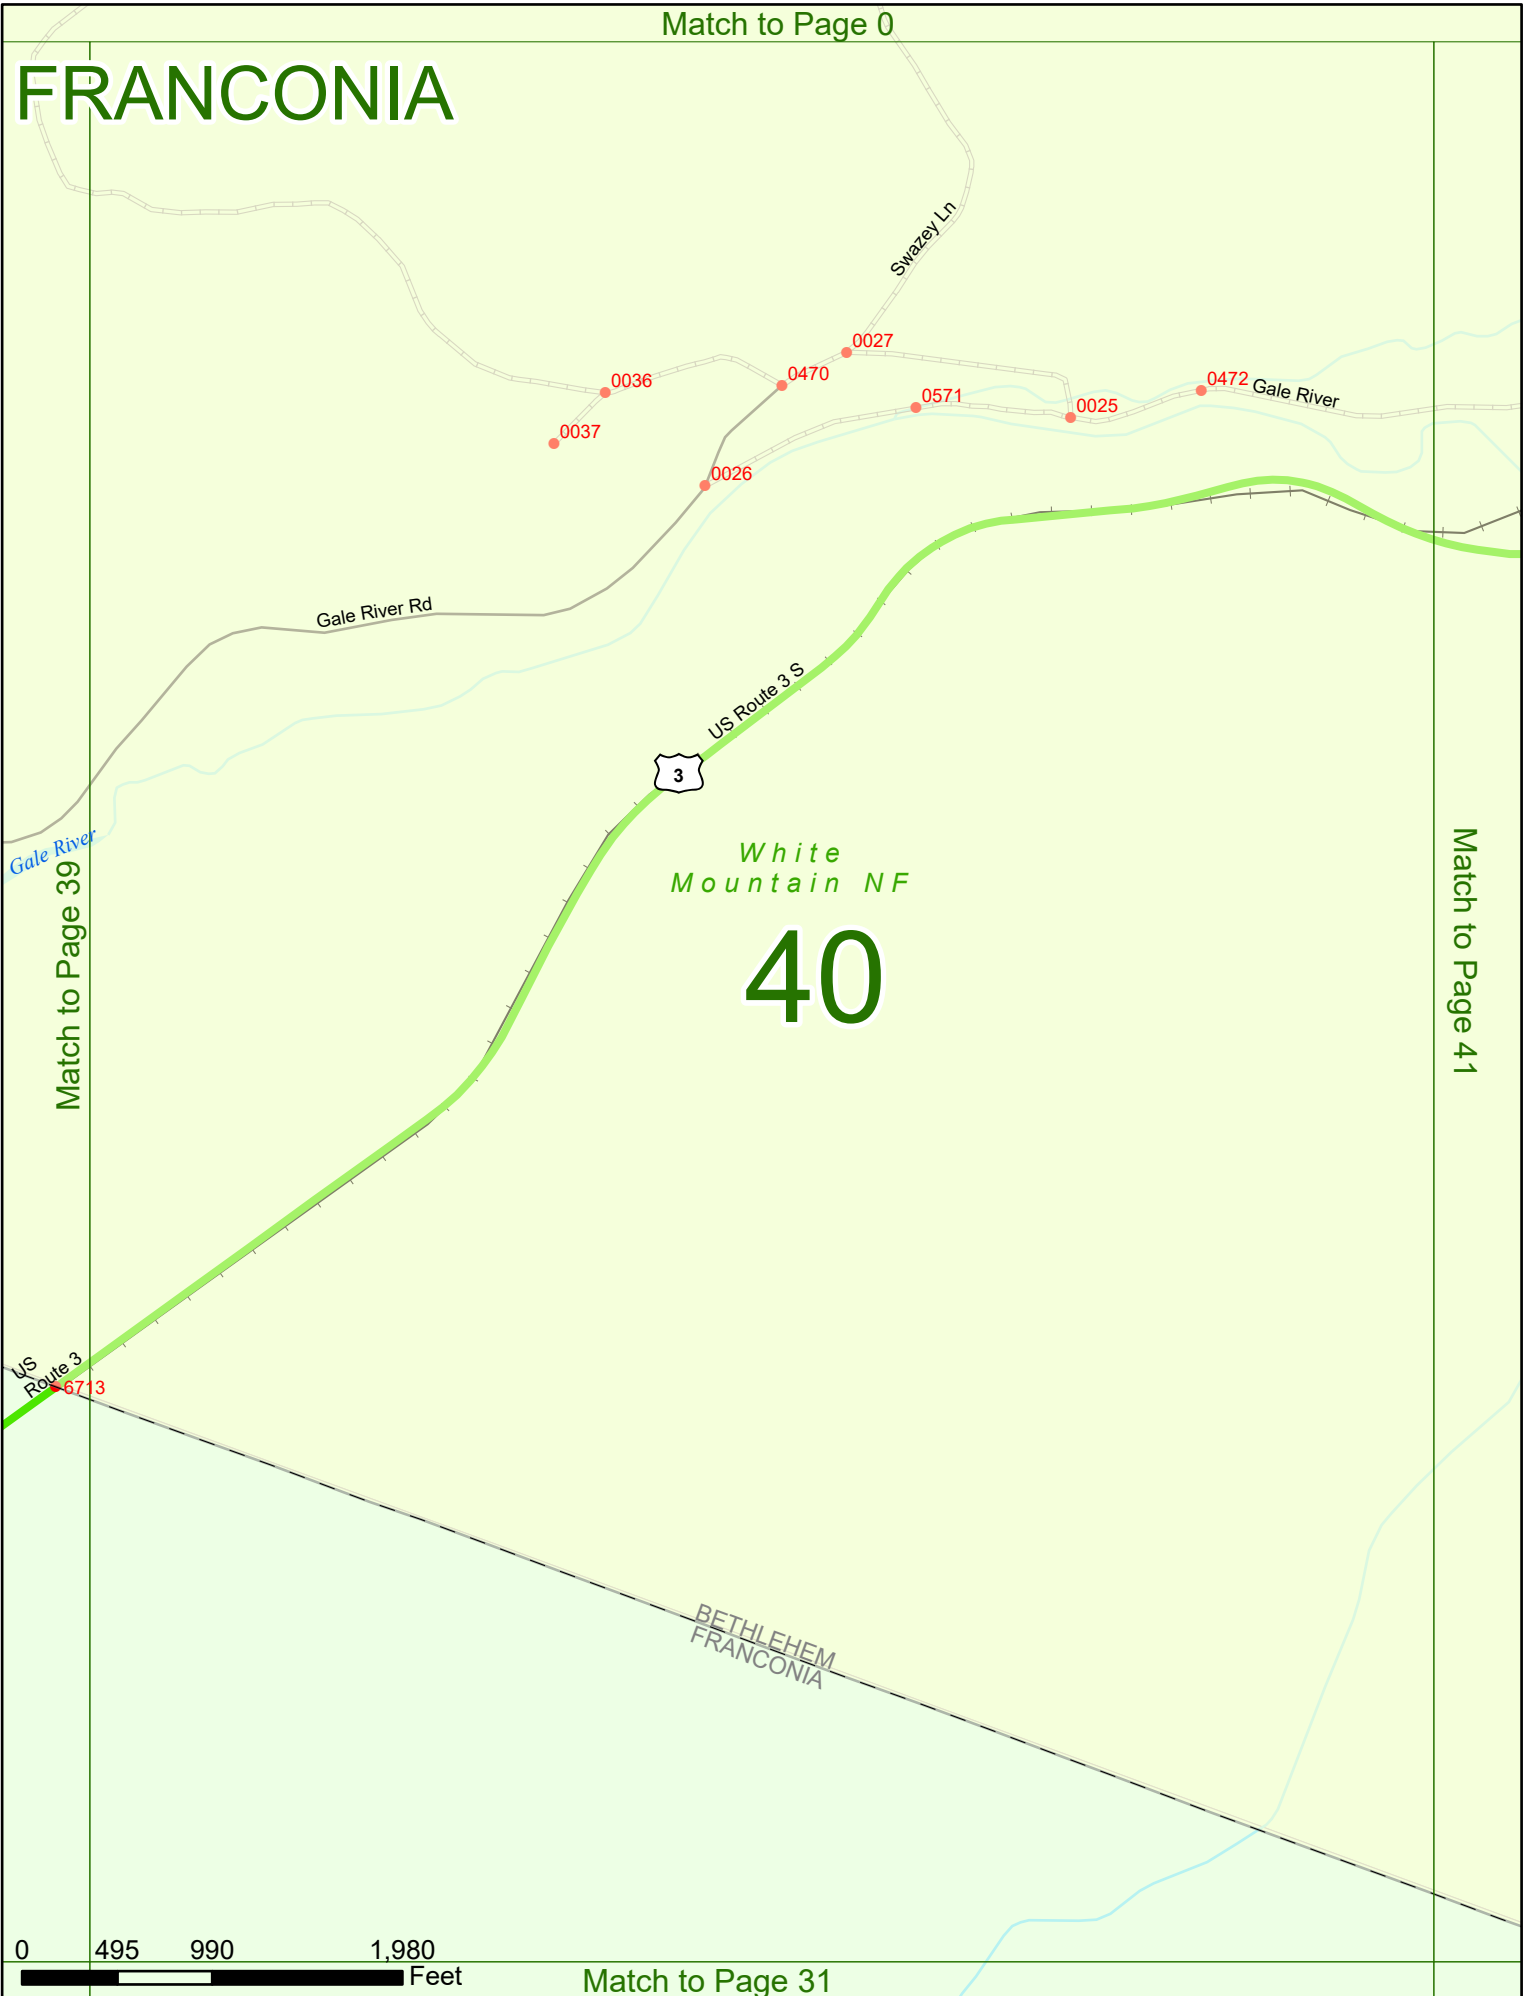 Match to Page 0
FRANCONIA
Swazey Ln
0027
0036
0470
0472
Gale River
0571
0025
0037
0026
Gale River Rd
US Route 3 S
3
Gale River
White
Mountain NF
40
Match to Page 39
Match to Page 41
US
Route 3
6713
BETHLEHEM
FRANCONIA
0 495 990 1,980
Feet
Match to Page 31